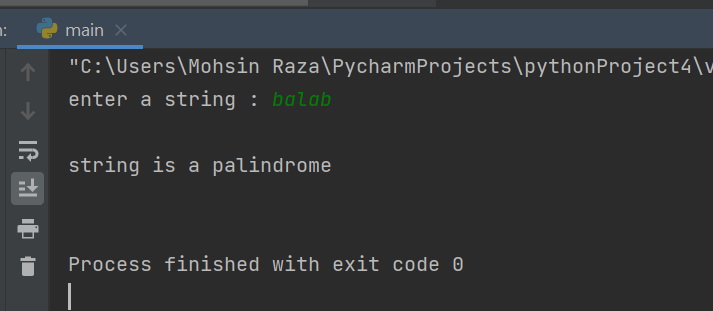 n:
main
"C:\Users\Mohsin Raza\PycharmProjects\pythonProject4\v
enter a string : balab
string is a palindrome
Process finished with exit code 0